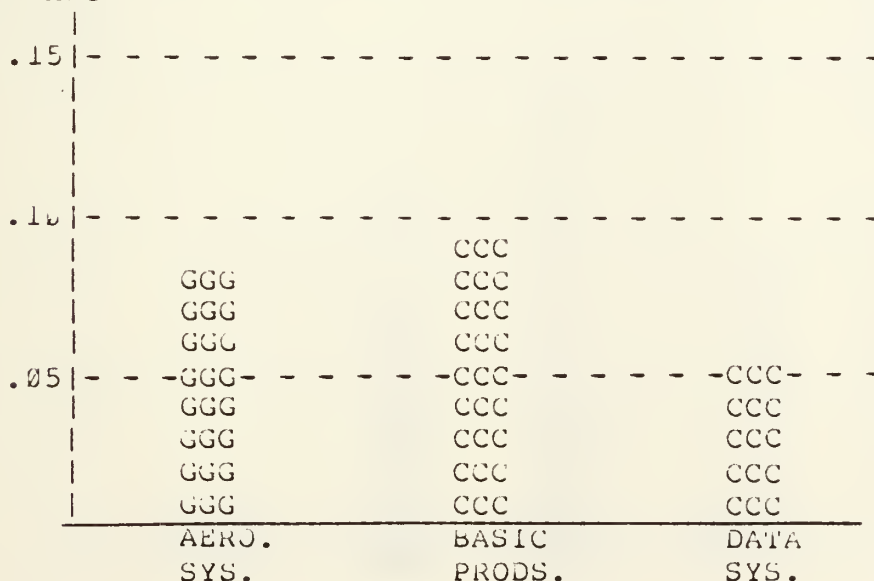 .15|- - - - - - - - - - - - - - - - - - - - -
.10|- - - - - - - - - - - - - - - - - - - - -
CCC
GGG CCC
GGG CCC
GGG CCC
.05|- - -GGG- - - - - -CCC- - - - - -CCC- -
GGG CCC CCC
GGG CCC CCC
GGG CCC CCC
GGG CCC CCC
AERO. BASIC DATA
SYS. PRODS. SYS.